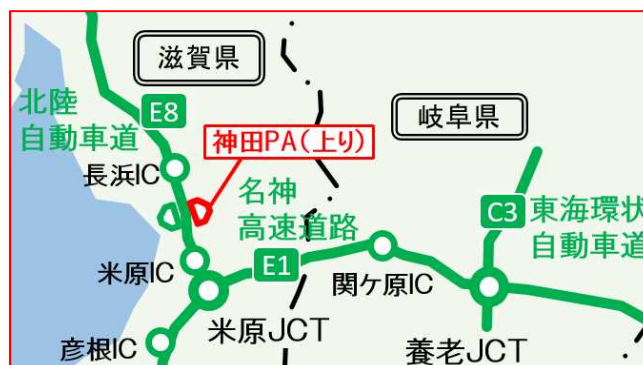 滋賀県
北陸
自動車道
E8
岐阜県
神田PA(上り)
長浜IC
名神
高速道路
C3
東海環状
自動車道
米原IC
E1
関ケ原IC
米原JCT
養老JCT
彦根IC